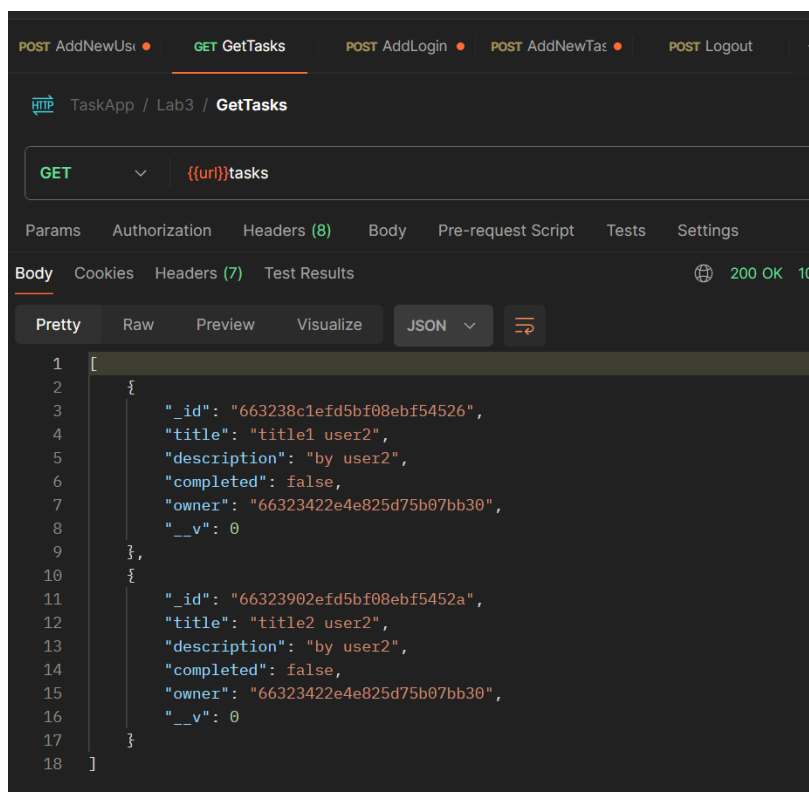 POST AddNewUse GET GetTasks POST AddLogin POST AddNewTas POST Logout
HTTP TaskApp / Lab3 / GetTasks
GET {{url}}tasks
Params Authorization Headers (8) Body Pre-request Script Tests Settings
Body Cookies Headers (7) Test Results 200 OK 10
Pretty Raw Preview Visualize JSON
1 [
2 {
3 "_id": "663238c1efd5bf08ebf54526",
4 "title": "title1 user2",
5 "description": "by user2",
6 "completed": false,
7 "owner": "66323422e4e825d75b07bb30",
8 "__v": 0
9 },
10 {
11 "_id": "66323902efd5bf08ebf5452a",
12 "title": "title2 user2",
13 "description": "by user2",
14 "completed": false,
15 "owner": "66323422e4e825d75b07bb30",
16 "__v": 0
17 }
18 ]